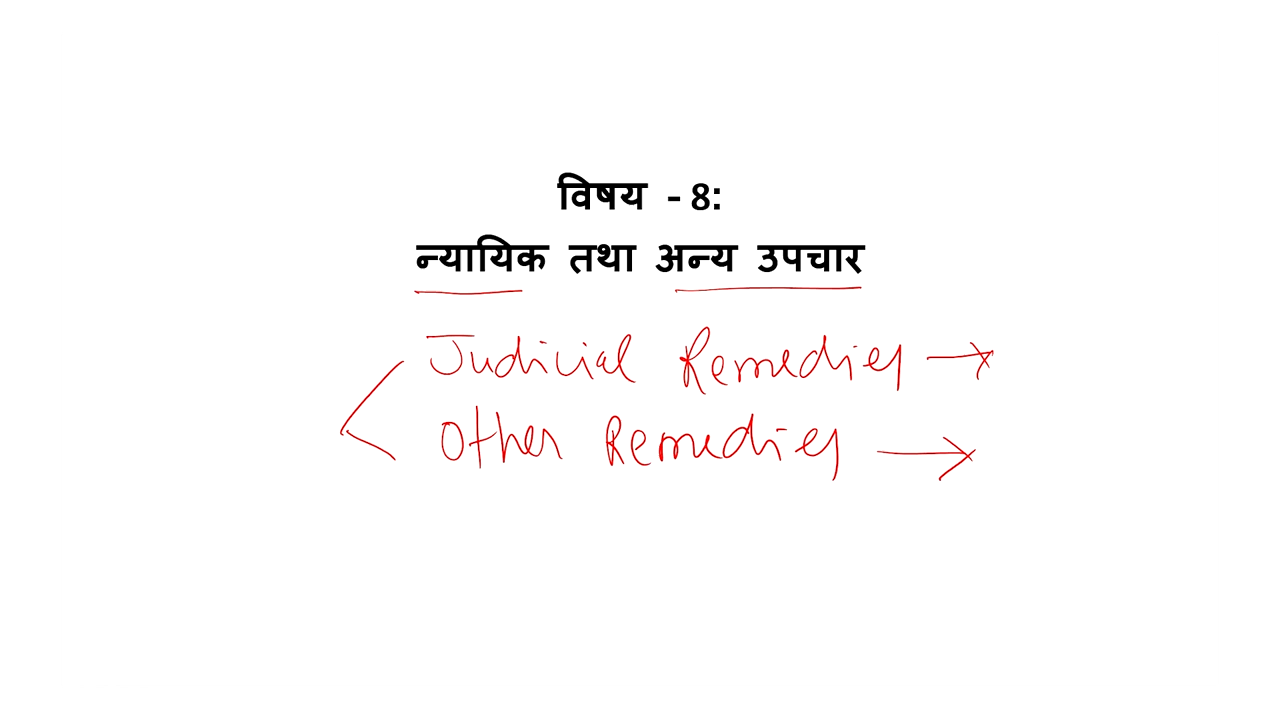 विषय - 8:
न्यायिक तथा अन्य उपचार
Judicial Remedies
Other Remedies